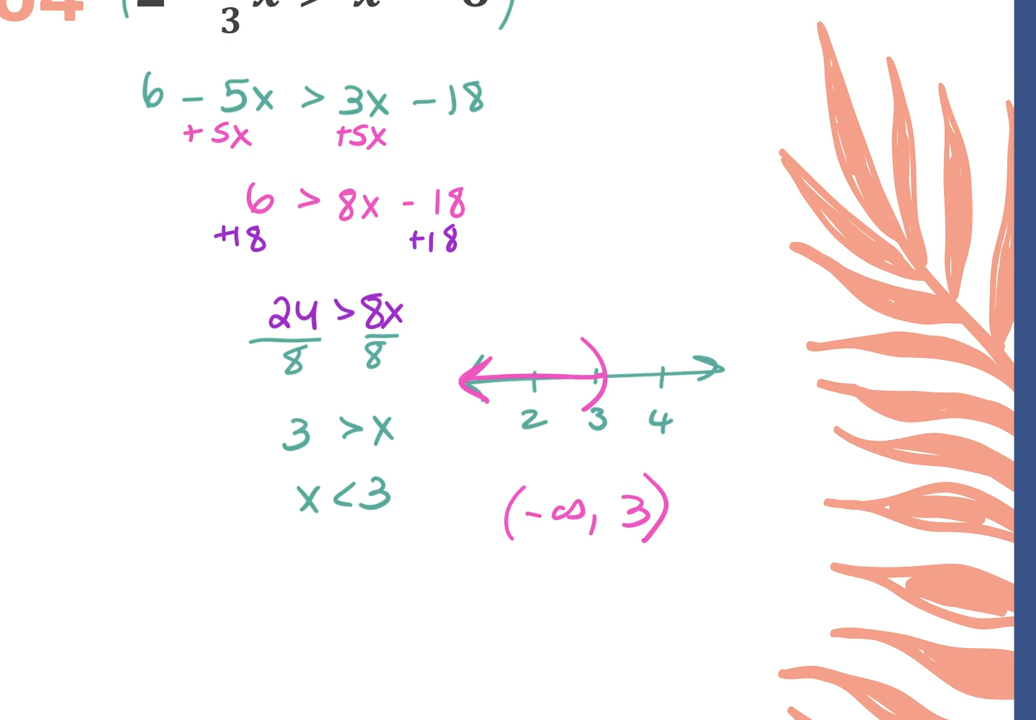 6 - 5x > 3x - 18
+5x +5x
6 > 8x - 18
+18 +18
24 > 8x
8 8
3 > x
x < 3
2 3 4
(-∞, 3)